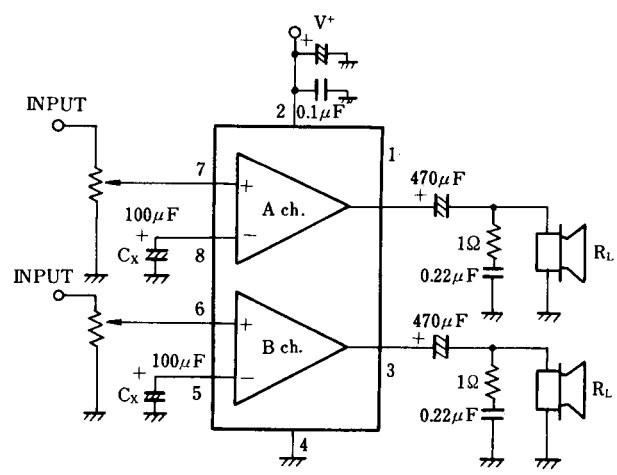 V⁺
+
2
0.1μF
INPUT
7
1
+
A ch.
470μF
+
100μF
+
−
Cx
8
1Ω
0.22μF
R_L
INPUT
6
+
B ch.
470μF
+
100μF
+
−
Cx
5
3
1Ω
0.22μF
R_L
4